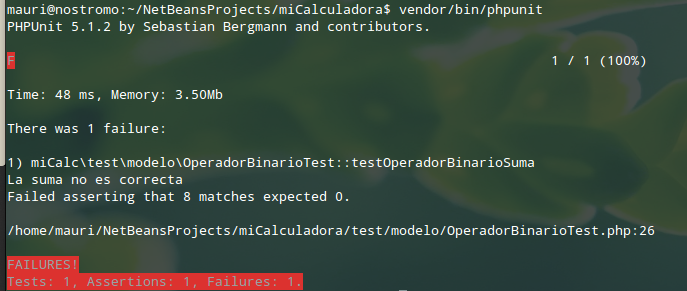 mauri@nostromo:~/NetBeansProjects/miCalculadora$ vendor/bin/phpunit
PHPUnit 5.1.2 by Sebastian Bergmann and contributors.
F 1 / 1 (100%)
Time: 48 ms, Memory: 3.50Mb
There was 1 failure:
1) miCalc\test\modelo\OperadorBinarioTest::testOperadorBinarioSuma
La suma no es correcta
Failed asserting that 8 matches expected 0.
/home/mauri/NetBeansProjects/miCalculadora/test/modelo/OperadorBinarioTest.php:26
FAILURES!
Tests: 1, Assertions: 1, Failures: 1.